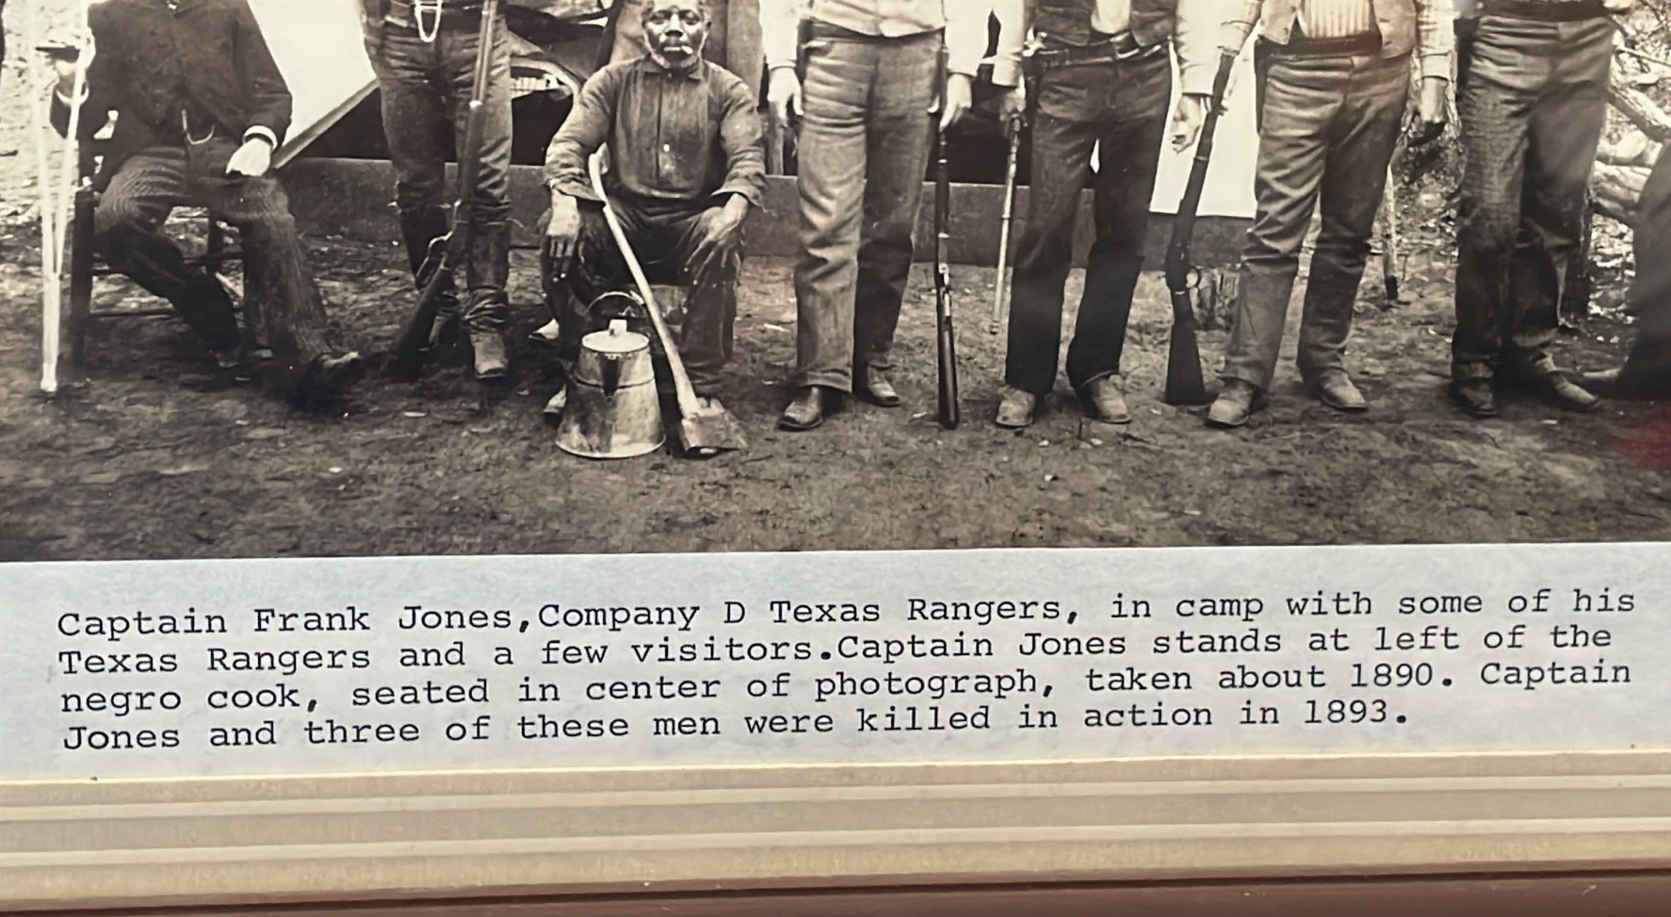 Captain Frank Jones,Company D Texas Rangers, in camp with some of his
Texas Rangers and a few visitors.Captain Jones stands at left of the
negro cook, seated in center of photograph, taken about 1890. Captain
Jones and three of these men were killed in action in 1893.